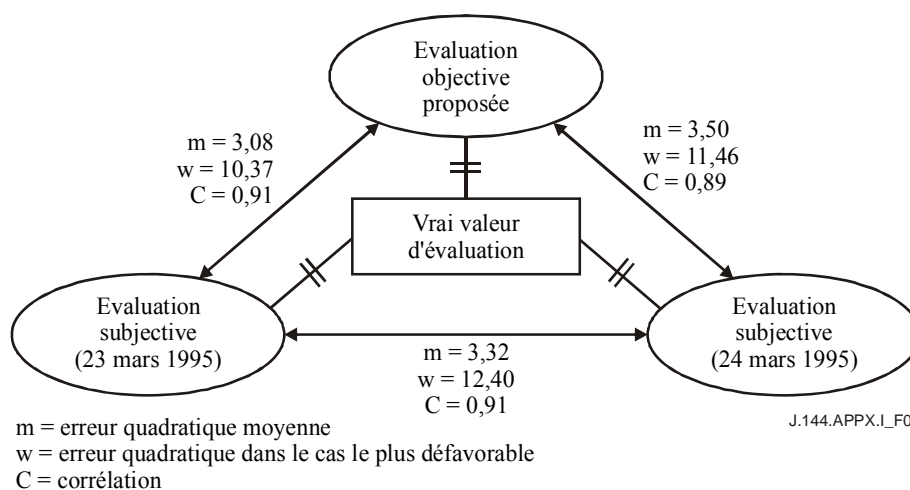 Evaluation
objective
proposée
m = 3,08
w = 10,37
C = 0,91
m = 3,50
w = 11,46
C = 0,89
Vrai valeur
d'évaluation
Evaluation
subjective
(23 mars 1995)
Evaluation
subjective
(24 mars 1995)
m = 3,32
w = 12,40
C = 0,91
J.144.APPX.I_F0
m = erreur quadratique moyenne
w = erreur quadratique dans le cas le plus défavorable
C = corrélation